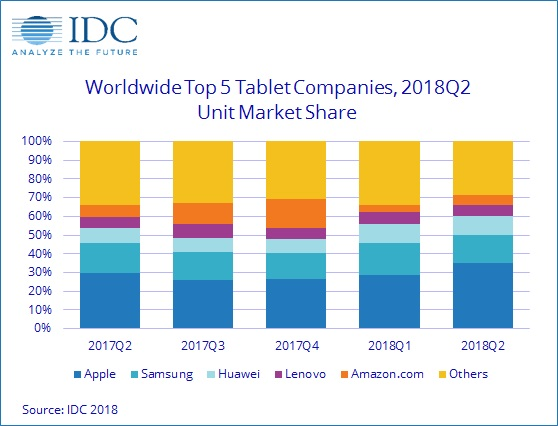 IDC
ANALYZE THE FUTURE
Worldwide Top 5 Tablet Companies, 2018Q2
Unit Market Share
100%
90%
80%
70%
60%
50%
40%
30%
20%
10%
0%
2017Q2 2017Q3 2017Q4 2018Q1 2018Q2
Apple Samsung Huawei Lenovo Amazon.com Others
Source: IDC 2018